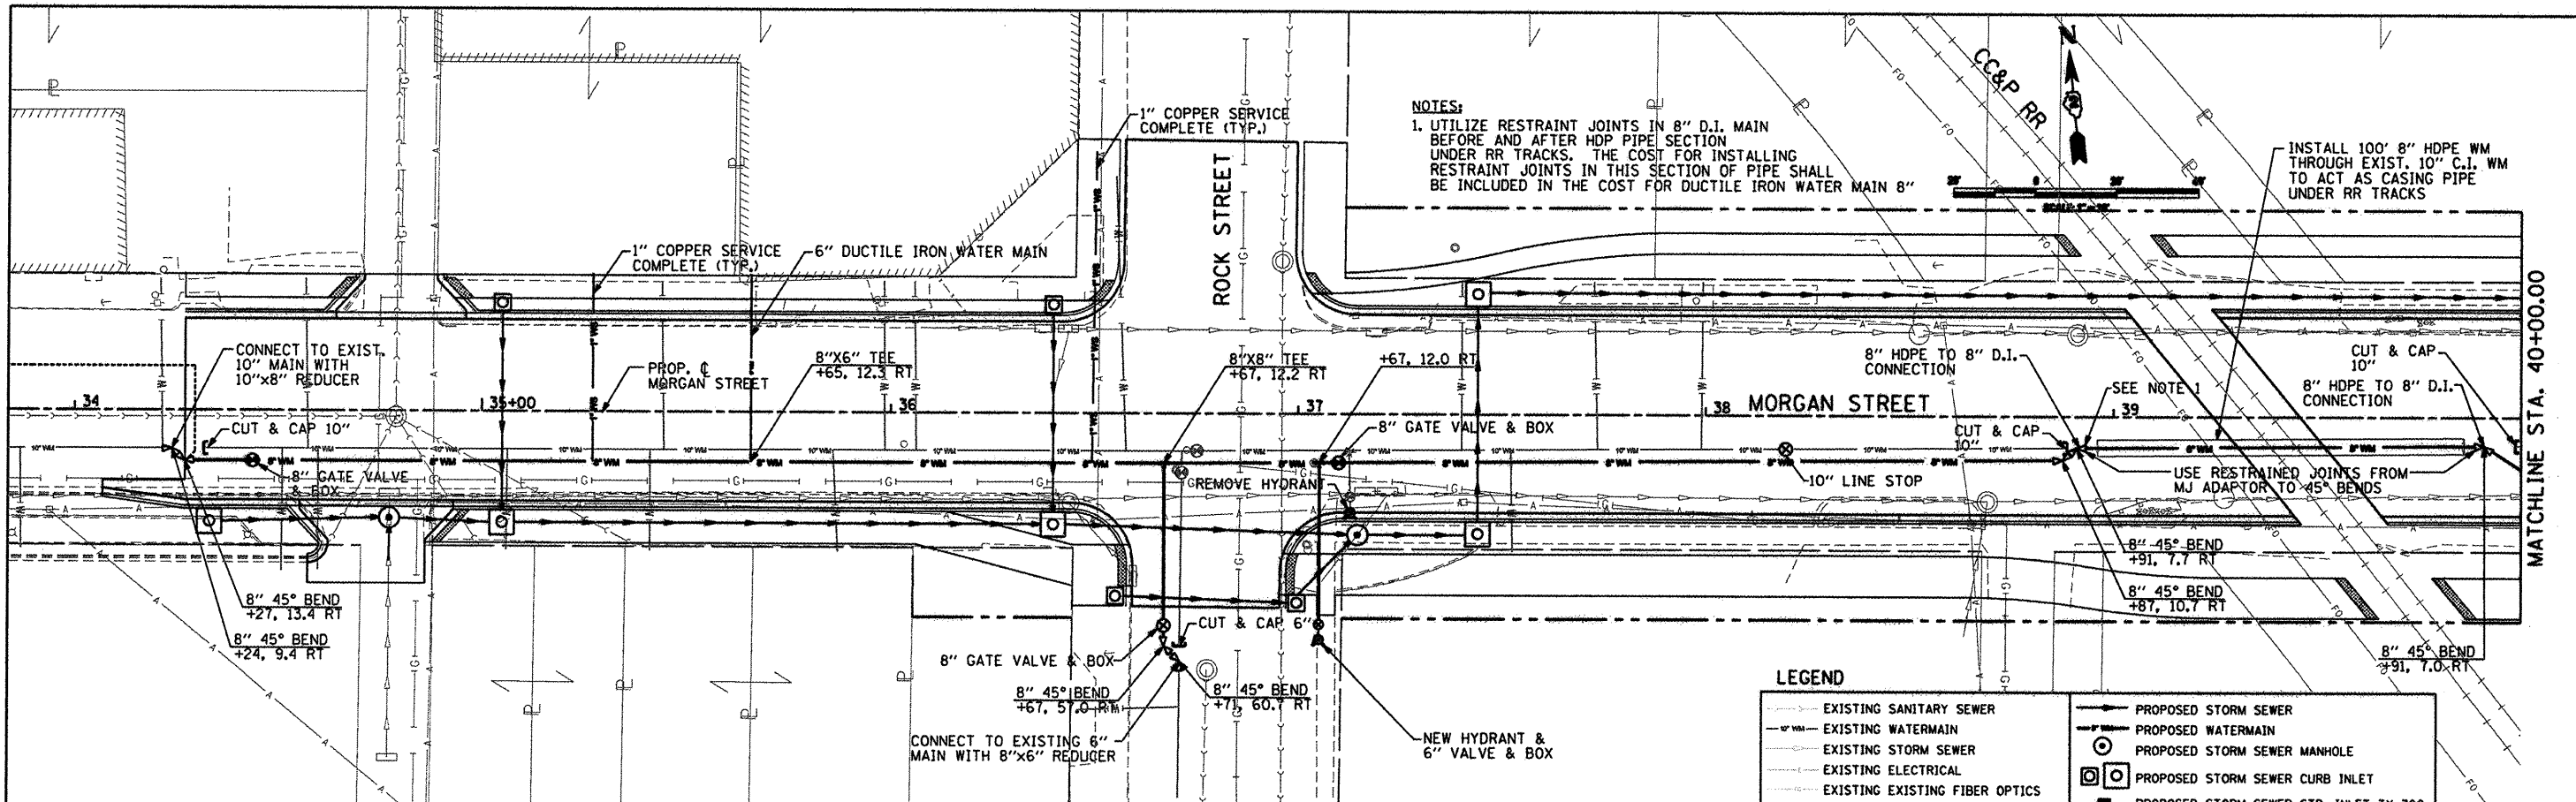 NOTES:
1. UTILIZE RESTRAINT JOINTS IN 8" D.I. MAIN
BEFORE AND AFTER HDP PIPE SECTION
UNDER RR TRACKS. THE COST FOR INSTALLING
RESTRAINT JOINTS IN THIS SECTION OF PIPE SHALL
BE INCLUDED IN THE COST FOR DUCTILE IRON WATER MAIN 8"
CC&P RR
N
INSTALL 100' 8" HDPE WM
THROUGH EXIST. 10" C.I. WM
TO ACT AS CASING PIPE
UNDER RR TRACKS
1" COPPER SERVICE
COMPLETE (TYP.)
ROCK STREET
1" COPPER SERVICE
COMPLETE (TYP.)
6" DUCTILE IRON WATER MAIN
CONNECT TO EXIST.
10" MAIN WITH
10"x8" REDUCER
PROP. ℄
MORGAN STREET
8"X6" TEE
+65, 12.3 RT
8"X8" TEE
+67, 12.2 RT
+67, 12.0 RT
8" HDPE TO 8" D.I.
CONNECTION
SEE NOTE 1
CUT & CAP
10"
8" HDPE TO 8" D.I.
CONNECTION
MATCHLINE STA. 40+00.00
34
35+00
36
37
38
MORGAN STREET
39
CUT & CAP 10"
8" GATE VALVE
& BOX
8" GATE VALVE & BOX
CUT & CAP
10"
10" WM
8" WM
1" WS
REMOVE HYDRANT
10" LINE STOP
USE RESTRAINED JOINTS FROM
MJ ADAPTOR TO 45° BENDS
8" 45° BEND
+27, 13.4 RT
8" 45° BEND
+24, 9.4 RT
8" 45° BEND
+91, 7.7 RT
8" 45° BEND
+87, 10.7 RT
8" 45° BEND
+91, 7.0 RT
CUT & CAP 6"
8" GATE VALVE & BOX
8" 45° BEND
+67, 57.0 RT
8" 45° BEND
+71, 60.7 RT
CONNECT TO EXISTING 6"
MAIN WITH 8"x6" REDUCER
NEW HYDRANT &
6" VALVE & BOX
LEGEND
EXISTING SANITARY SEWER
10" WM EXISTING WATERMAIN
EXISTING STORM SEWER
EXISTING ELECTRICAL
EXISTING EXISTING FIBER OPTICS
PROPOSED STORM SEWER
8" WM PROPOSED WATERMAIN
PROPOSED STORM SEWER MANHOLE
PROPOSED STORM SEWER CURB INLET